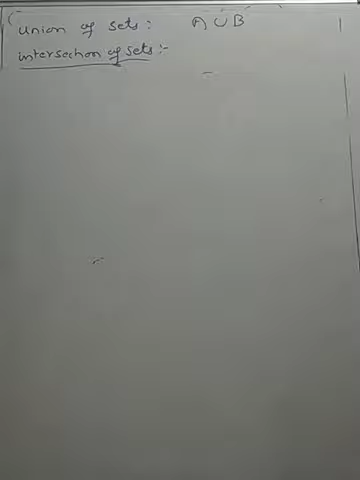 union of sets : A ∪ B
intersection of sets :-